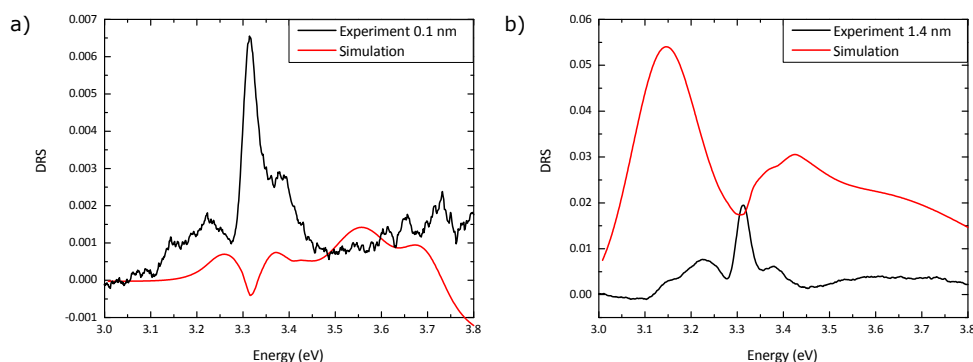 a)
Experiment 0.1 nm
Simulation
0.007
0.006
0.005
0.004
0.003
0.002
0.001
0.000
-0.001
DRS
3.0 3.1 3.2 3.3 3.4 3.5 3.6 3.7 3.8
Energy (eV)
b)
Experiment 1.4 nm
Simulation
0.06
0.05
0.04
0.03
0.02
0.01
0.00
DRS
3.0 3.1 3.2 3.3 3.4 3.5 3.6 3.7 3.8
Energy (eV)